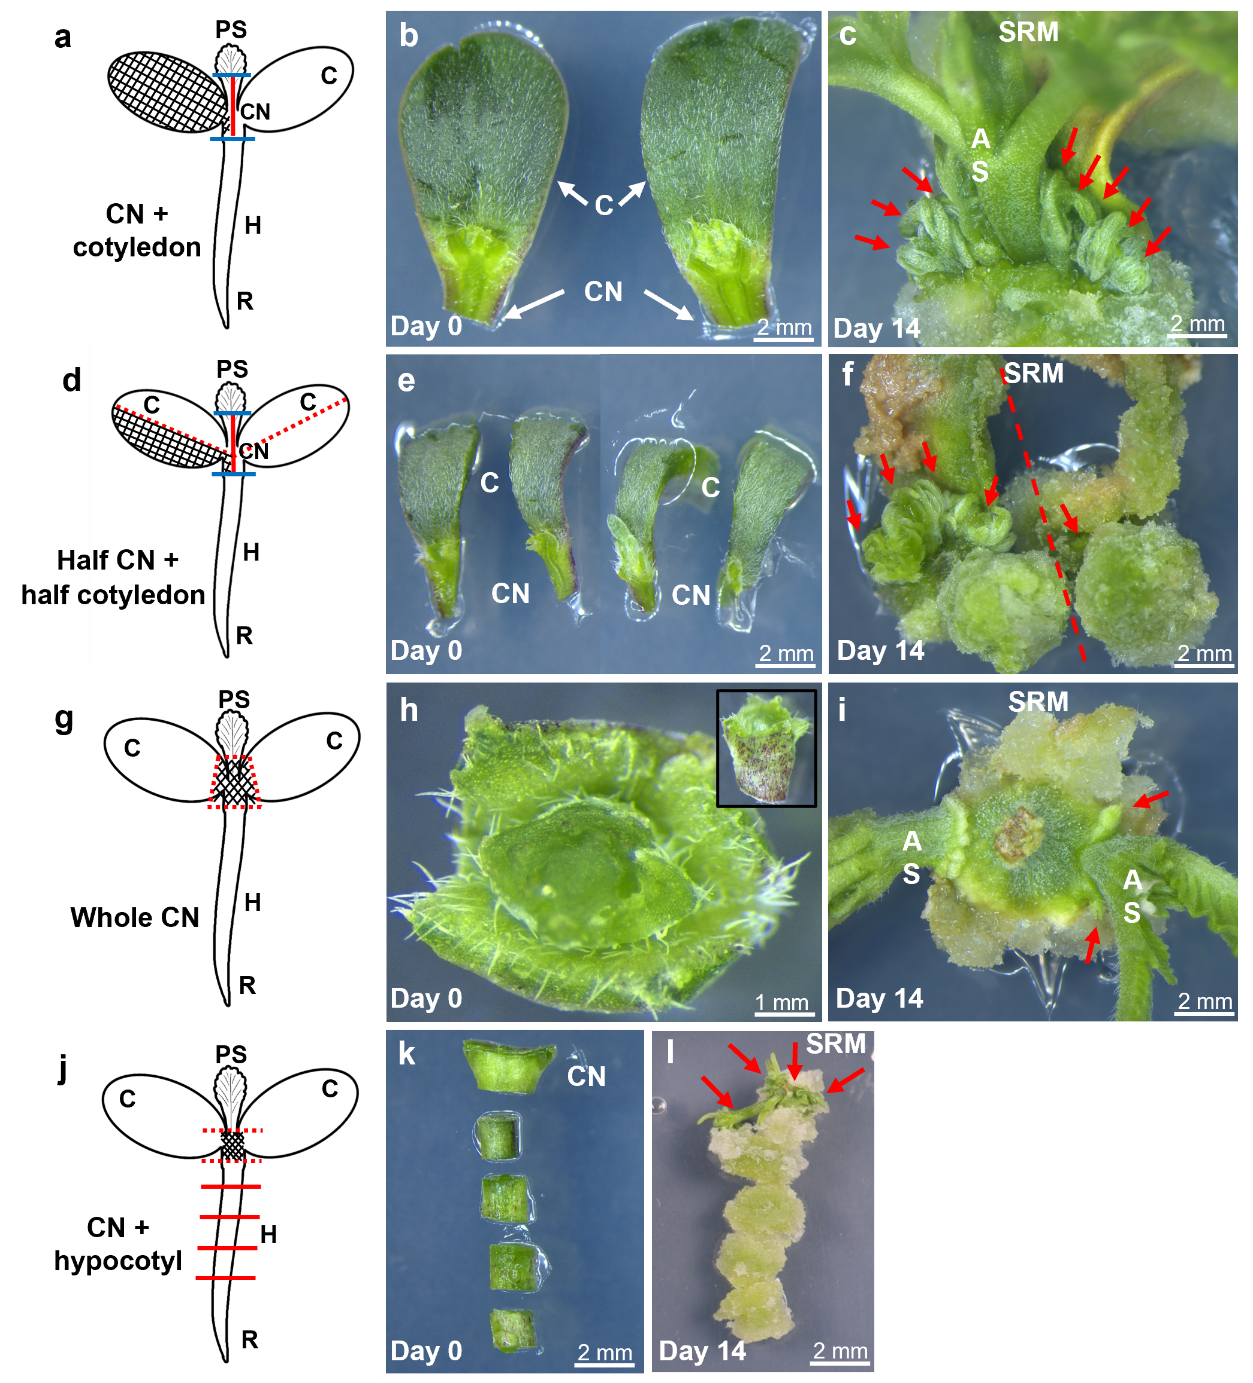 a
PS
C
CN
CN +
cotyledon
H
R
b
C
CN
Day 0
2 mm
c
SRM
A
S
Day 14
2 mm
d
PS
C
C
CN
Half CN +
half cotyledon
H
R
e
C
C
CN
CN
Day 0
2 mm
f
SRM
Day 14
2 mm
g
PS
C
C
Whole CN
H
R
h
Day 0
1 mm
i
SRM
A
S
A
S
Day 14
2 mm
j
PS
C
C
CN +
hypocotyl
H
R
k
CN
Day 0
2 mm
l
SRM
Day 14
2 mm